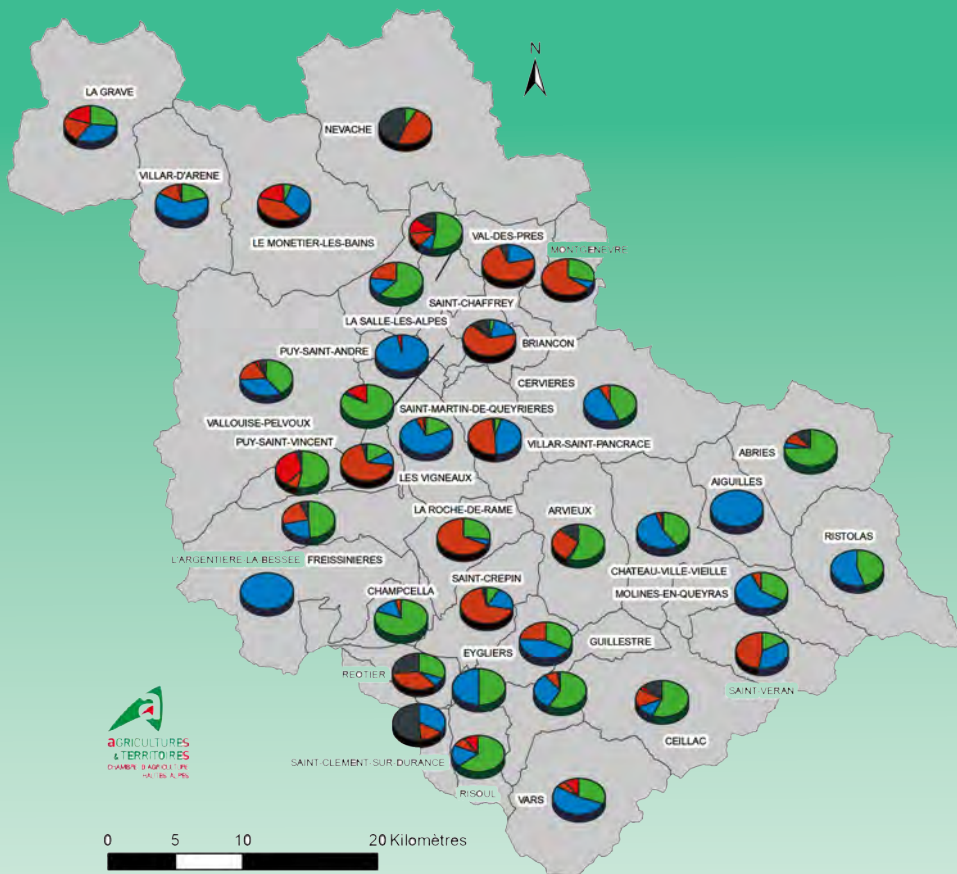 N
LA GRAVE
NEVACHE
VILLAR-D'ARENE
LE MONETIER-LES-BAINS
VAL-DES-PRES
MONTGENEVRE
SAINT-CHAFFREY
LA SALLE-LES-ALPES
PUY-SAINT-ANDRE
BRIANCON
CERVIERES
VALLOUISE-PELVOUX
SAINT-MARTIN-DE-QUEYRIERES
PUY-SAINT-VINCENT
VILLAR-SAINT-PANCRACE
ABRIES
LES VIGNEAUX
AIGUILLES
LA ROCHE-DE-RAME
ARVIEUX
RISTOLAS
L'ARGENTIERE-LA-BESSEE
FREISSINIERES
CHATEAU-VILLE-VIEILLE
SAINT-CREPIN
CHAMPCELLA
MOLINES-EN-QUEYRAS
GUILLESTRE
EYGLIERS
REOTIER
SAINT-VERAN
CEILLAC
SAINT-CLEMENT-SUR-DURANCE
RISOUL
VARS
AGRICULTURES
& TERRITOIRES
CHAMBRE D'AGRICULTURE
HAUTES-ALPES
0 5 10 20 Kilomètres